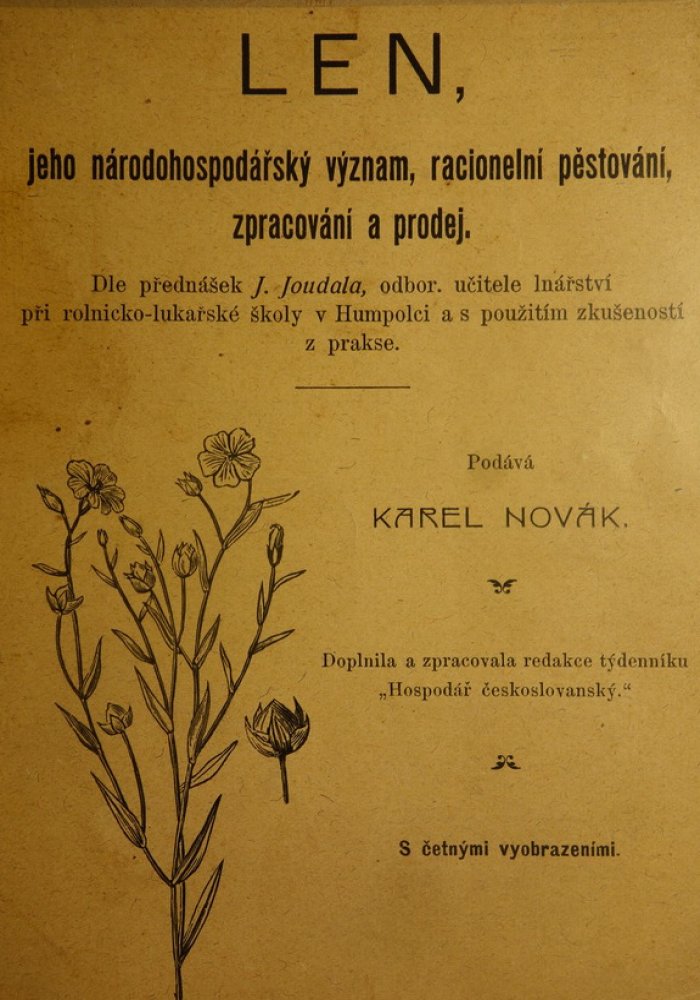 LEN,
jeho národohospodářský význam, racionelní pěstování,
zpracování a prodej.
Dle přednášek J. Joudala, odbor. učitele lnářství
při rolnicko-lukařské školy v Humpolci a s použitím zkušeností
z prakse.
Podává
KAREL NOVÁK.
Doplnila a zpracovala redakce týdenníku
„Hospodář českoslovanský.“
S četnými vyobrazeními.